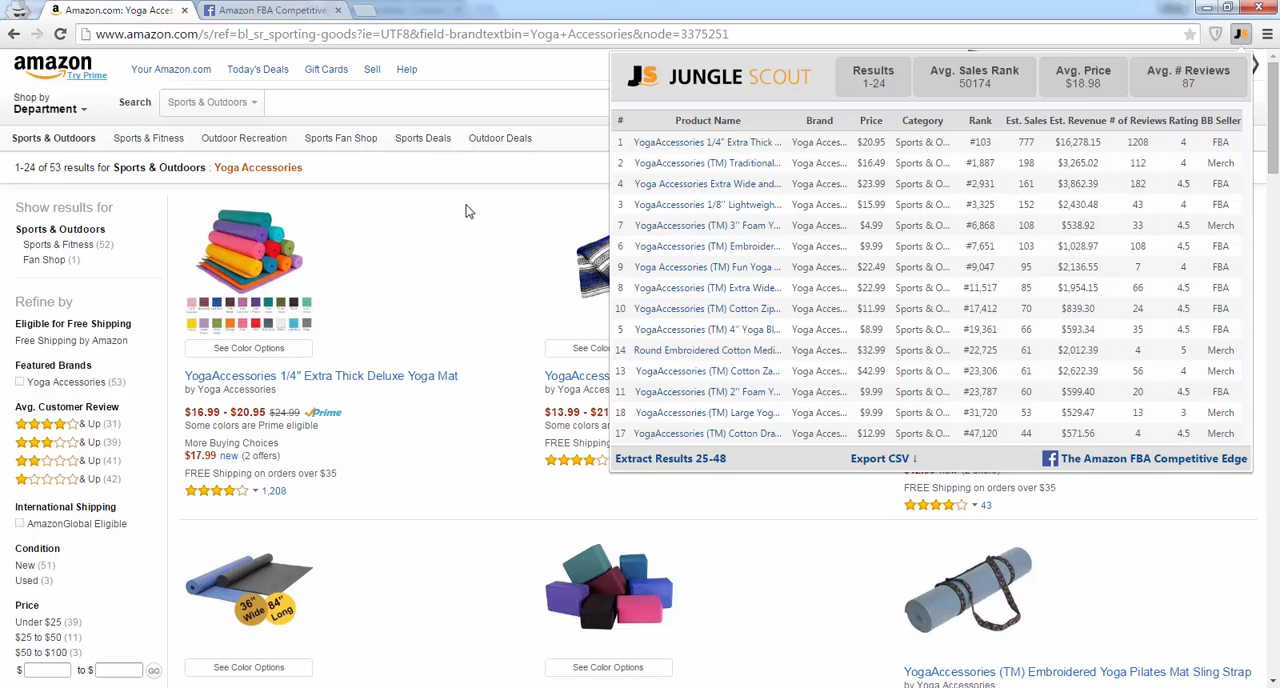 Amazon.com: Yoga Acces
Amazon FBA Competitive
www.amazon.com/s/ref=bl_sr_sporting-goods?ie=UTF8&field-brandtextbin=Yoga+Accessories&node=3375251
JS
amazon
Try Prime
Your Amazon.com
Today's Deals
Gift Cards
Sell
Help
Shop by
Department
Search
Sports & Outdoors
Sports & Outdoors
Sports & Fitness
Outdoor Recreation
Sports Fan Shop
Sports Deals
Outdoor Deals
1-24 of 53 results for Sports & Outdoors : Yoga Accessories
JS JUNGLE SCOUT
Results
1-24
Avg. Sales Rank
50174
Avg. Price
$18.98
Avg. # Reviews
87
# Product Name Brand Price Category Rank Est. Sales Est. Revenue # of Reviews Rating BB Seller
1 YogaAccessories 1/4" Extra Thick ... Yoga Acces... $20.95 Sports & O... #103 777 $16,278.15 1208 4 FBA
2 YogaAccessories (TM) Traditional... Yoga Acces... $16.49 Sports & O... #1,887 198 $3,265.02 112 4 Merch
4 Yoga Accessories Extra Wide and... Yoga Acces... $23.99 Sports & O... #2,931 161 $3,862.39 182 4.5 FBA
3 YogaAccessories 1/8" Lightweigh... Yoga Acces... $15.99 Sports & O... #3,325 152 $2,430.48 43 4 FBA
7 YogaAccessories (TM) 3" Foam Y... Yoga Acces... $4.99 Sports & O... #6,868 108 $538.92 33 4.5 Merch
6 YogaAccessories (TM) Embroider... Yoga Acces... $9.99 Sports & O... #7,651 103 $1,028.97 108 4.5 FBA
9 YogaAccessories (TM) Fun Yoga ... Yoga Acces... $22.49 Sports & O... #9,047 95 $2,136.55 7 4 FBA
8 YogaAccessories (TM) Extra Wide... Yoga Acces... $22.99 Sports & O... #11,517 85 $1,954.15 66 4.5 FBA
10 YogaAccessories (TM) Cotton Zip... Yoga Acces... $11.99 Sports & O... #17,412 70 $839.30 24 4.5 FBA
5 YogaAccessories (TM) 4" Yoga Bl... Yoga Acces... $8.99 Sports & O... #19,361 66 $593.34 35 4.5 FBA
14 Round Embroidered Cotton Medi... Yoga Acces... $32.99 Sports & O... #22,725 61 $2,012.39 4 5 Merch
13 YogaAccessories (TM) Cotton Za... Yoga Acces... $42.99 Sports & O... #23,306 61 $2,622.39 56 4 Merch
11 YogaAccessories (TM) 2" Foam Y... Yoga Acces... $9.99 Sports & O... #23,787 60 $599.40 20 4.5 FBA
18 YogaAccessories (TM) Large Yog... Yoga Acces... $9.99 Sports & O... #31,720 53 $529.47 13 3 Merch
17 YogaAccessories (TM) Cotton Dra... Yoga Acces... $12.99 Sports & O... #47,120 44 $571.56 4 4.5 Merch
Extract Results 25-48
Export CSV ↓
The Amazon FBA Competitive Edge
Show results for
Sports & Outdoors
Sports & Fitness (52)
Fan Shop (1)
Refine by
Eligible for Free Shipping
Free Shipping by Amazon
Featured Brands
Yoga Accessories (53)
Avg. Customer Review
& Up (31)
& Up (39)
& Up (41)
& Up (42)
International Shipping
AmazonGlobal Eligible
Condition
New (51)
Used (3)
Price
Under $25 (39)
$25 to $50 (11)
$50 to $100 (3)
$ to $ GO
See Color Options
YogaAccessories 1/4" Extra Thick Deluxe Yoga Mat
by Yoga Accessories
$16.99 - $20.95 $24.99 Prime
Some colors are Prime eligible
More Buying Choices
$17.99 new (2 offers)
FREE Shipping on orders over $35
1,208
See Colo
YogaAccess
by Yoga Acce
$13.99 - $21
Some colors
FREE Shippin
FREE Shipping on orders over $35
43
36" Wide 84" Long
See Color Options
See Color Options
YogaAccessories (TM) Embroidered Yoga Pilates Mat Sling Strap
by Yoga Accessories